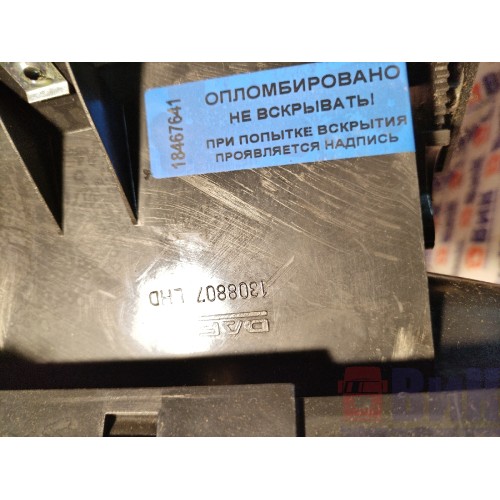 18467641
ОПЛОМБИРОВАНО
НЕ ВСКРЫВАТЬ!
ПРИ ПОПЫТКЕ ВСКРЫТИЯ
ПРОЯВЛЯЕТСЯ НАДПИСЬ
DAF
1308807 LHD